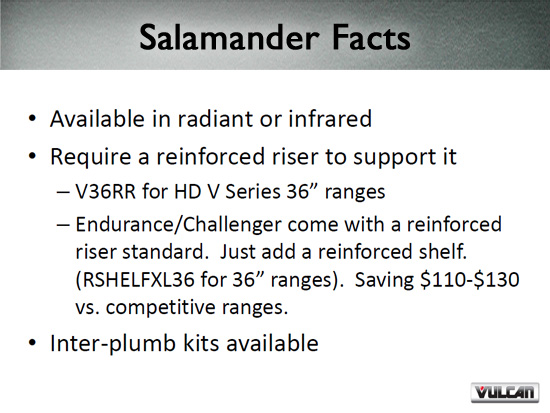 Salamander Facts
• Available in radiant or infrared
• Require a reinforced riser to support it
– V36RR for HD V Series 36” ranges
– Endurance/Challenger come with a reinforced
riser standard.  Just add a reinforced shelf.
(RSHELFXL36 for 36” ranges).  Saving $110-$130
vs. competitive ranges.
• Inter-plumb kits available
VULCAN